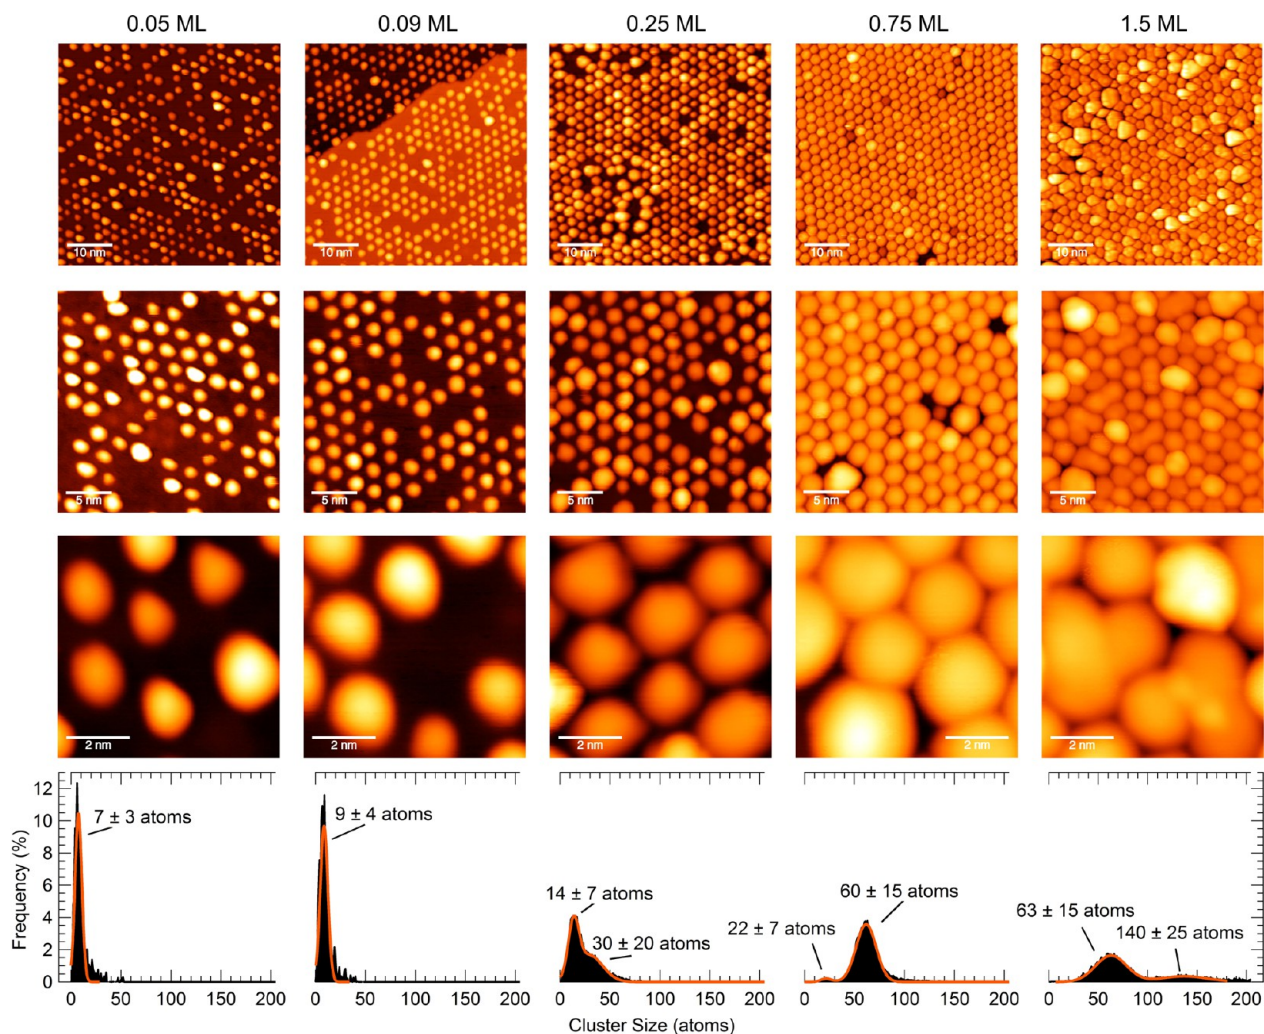 0.05 ML 0.09 ML 0.25 ML 0.75 ML 1.5 ML
10 nm 10 nm 10 nm 10 nm 10 nm
5 nm 5 nm 5 nm 5 nm 5 nm
2 nm 2 nm 2 nm 2 nm 2 nm
Frequency (%)
12
10
8
6
4
2
0
7 ± 3 atoms
9 ± 4 atoms
14 ± 7 atoms
30 ± 20 atoms
22 ± 7 atoms
60 ± 15 atoms
63 ± 15 atoms
140 ± 25 atoms
0 50 100 150 200 0 50 100 150 200 0 50 100 150 200 0 50 100 150 200 0 50 100 150 200
Cluster Size (atoms)